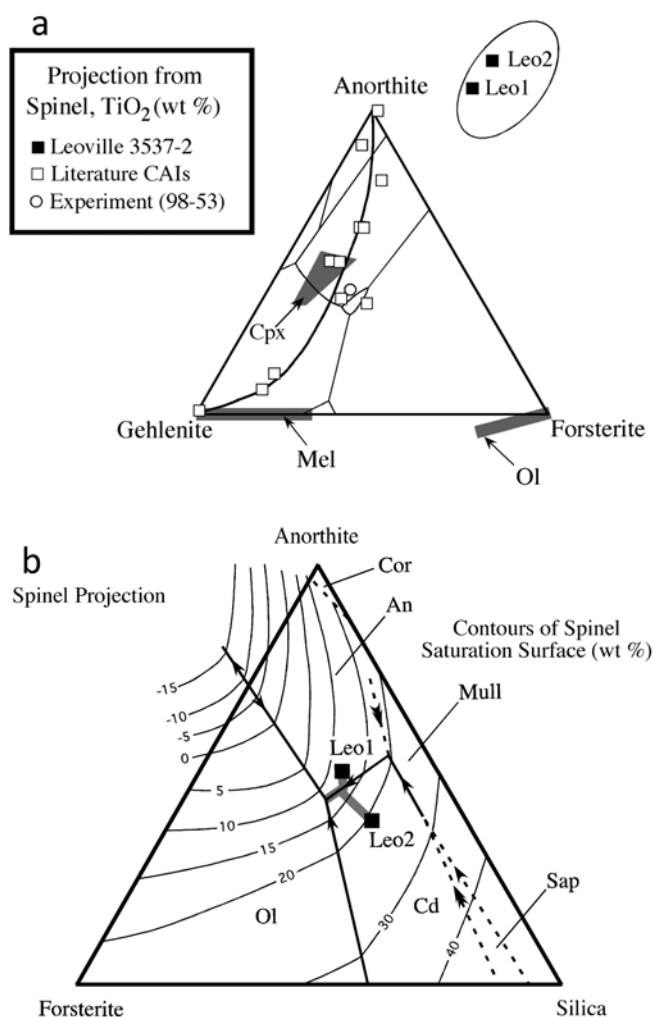 a
Projection from
Spinel, TiO2 (wt %)
Leoville 3537-2
Literature CAIs
Experiment (98-53)
Leo2
Leo1
Anorthite
Cpx
Gehlenite
Forsterite
Mel
Ol
b
Anorthite
Spinel Projection
Cor
An
Contours of Spinel
Saturation Surface (wt %)
Mull
-15
-10
-5
0
5
10
15
20
30
40
Leo1
Leo2
Ol
Cd
Sap
Forsterite
Silica